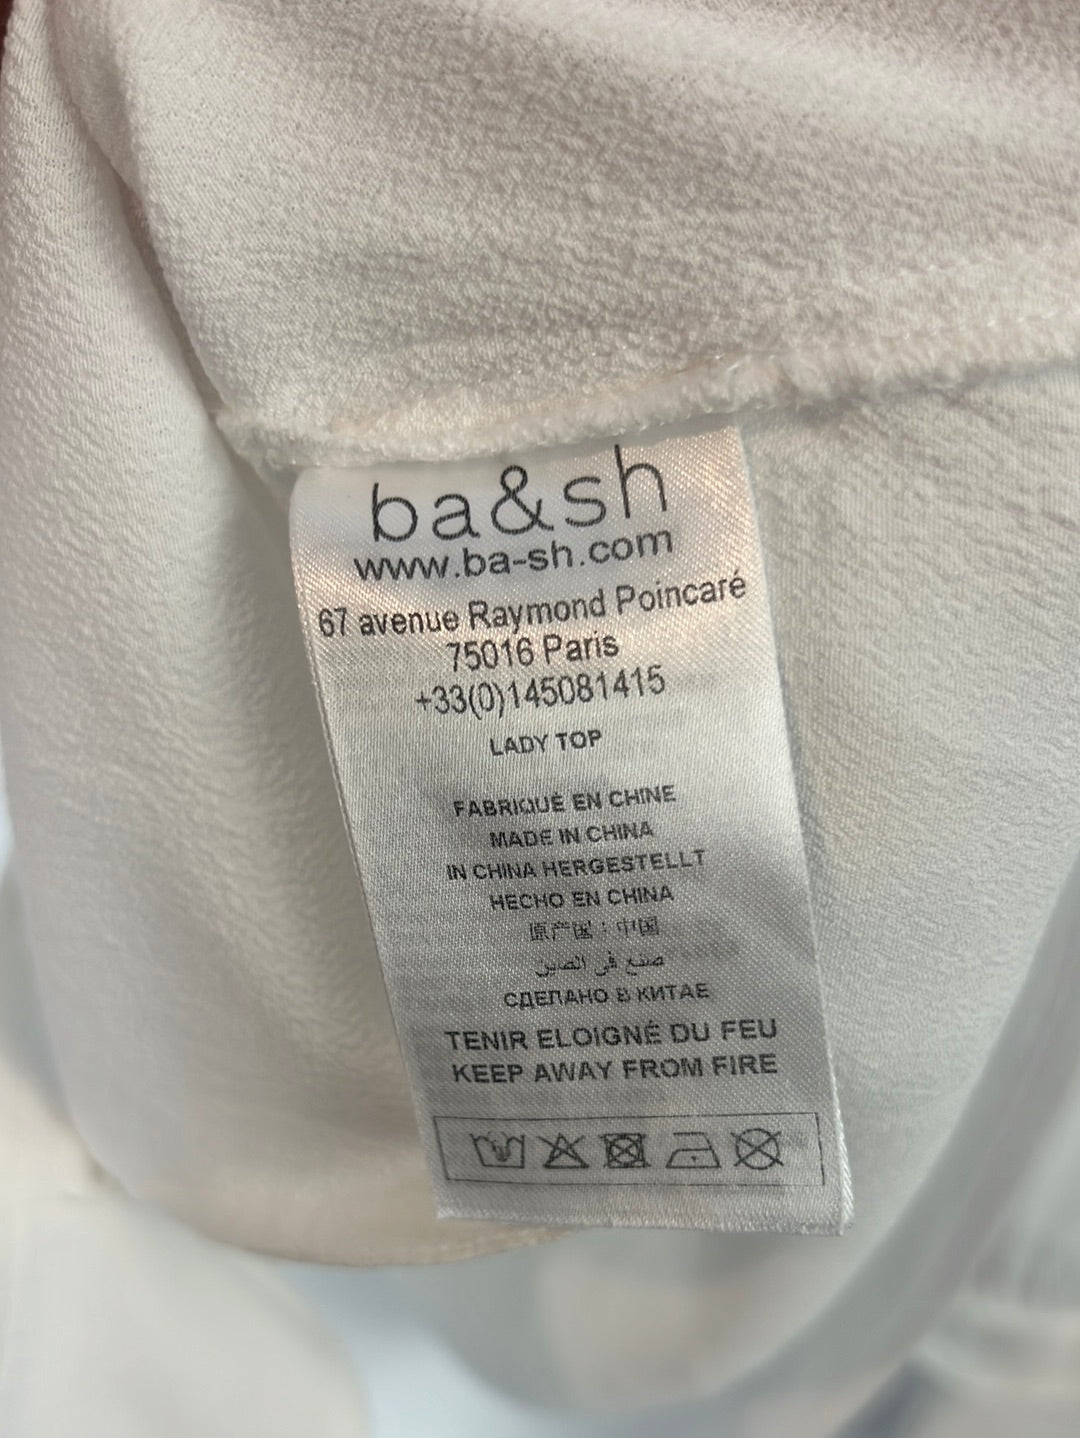 ba&sh
www.ba-sh.com
67 avenue Raymond Poincaré
75016 Paris
+33(0)145081415
LADY TOP
FABRIQUÉ EN CHINE
MADE IN CHINA
IN CHINA HERGESTELLT
HECHO EN CHINA
原产国：中国
صنع في الصين
СДЕЛАНО В КИТАЕ
TENIR ELOIGNÉ DU FEU
KEEP AWAY FROM FIRE